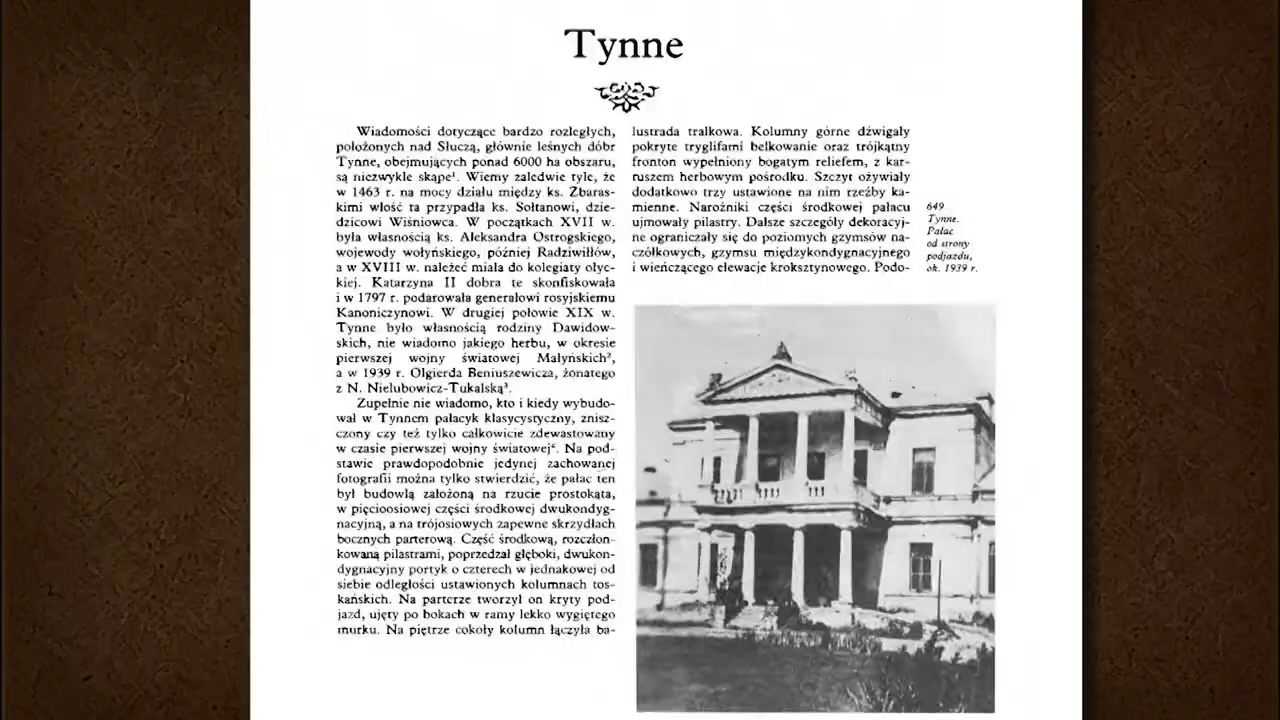 Tynne
Wiadomości dotyczące bardzo rozległych,
położonych nad Słuczą, głównie leśnych dóbr
Tynne, obejmujących ponad 6000 ha obszaru,
są niezwykle skąpe¹. Wiemy zaledwie tyle, że
w 1463 r. na mocy działu między ks. Zbaras-
kimi włość ta przypadła ks. Sołtanowi, dzie-
dzicowi Wiśniowca. W początkach XVII w.
była własnością ks. Aleksandra Ostrogskiego,
wojewody wołyńskiego, później Radziwiłłów,
a w XVIII w. należeć miała do kolegiaty ołyc-
kiej. Katarzyna II dobra te skonfiskowała
i w 1797 r. podarowała generałowi rosyjskiemu
Kanoniczynowi. W drugiej połowie XIX w.
Tynne było własnością rodziny Dawidow-
skich, nie wiadomo jakiego herbu, w okresie
pierwszej wojny światowej Małyńskich²,
a w 1939 r. Olgierda Beniuszewicza, żonatego
z N. Nielubowicz-Tukalską³.
Zupełnie nie wiadomo, kto i kiedy wybudo-
wał w Tynnem pałacyk klasycystyczny, znisz-
czony czy też tylko całkowicie zdewastowany
w czasie pierwszej wojny światowej⁴. Na pod-
stawie prawdopodobnie jedynej zachowanej
fotografii można tylko stwierdzić, że pałac ten
był budowlą założoną na rzucie prostokąta,
w pięcioosiowej części środkowej dwukondyg-
nacyjną, a na trójosiowych zapewne skrzydłach
bocznych parterową. Część środkową, rozczłon-
kowaną pilastrami, poprzedzał głęboki, dwukon-
dygnacyjny portyk o czterech w jednakowej od
siebie odległości ustawionych kolumnach tos-
kańskich. Na parterze tworzył on kryty pod-
jazd, ujęty po bokach w ramy lekko wygiętego
murku. Na piętrze cokoły kolumn łączyła ba-
lustrada tralkowa. Kolumny górne dźwigały
pokryte tryglifami belkowanie oraz trójkątny
fronton wypełniony bogatym reliefem, z kar-
tuszem herbowym pośrodku. Szczyt ożywiały
dodatkowo trzy ustawione na nim rzeźby ka-
mienne. Narożniki części środkowej pałacu
ujmowały pilastry. Dalsze szczegóły dekoracyj-
ne ograniczały się do poziomych gzymsów na-
czółkowych, gzymsu międzykondygnacyjnego
i wieńczącego elewacje kroksztynowego. Podo-
649
Tynne.
Pałac
od strony
podjazdu,
ok. 1939 r.